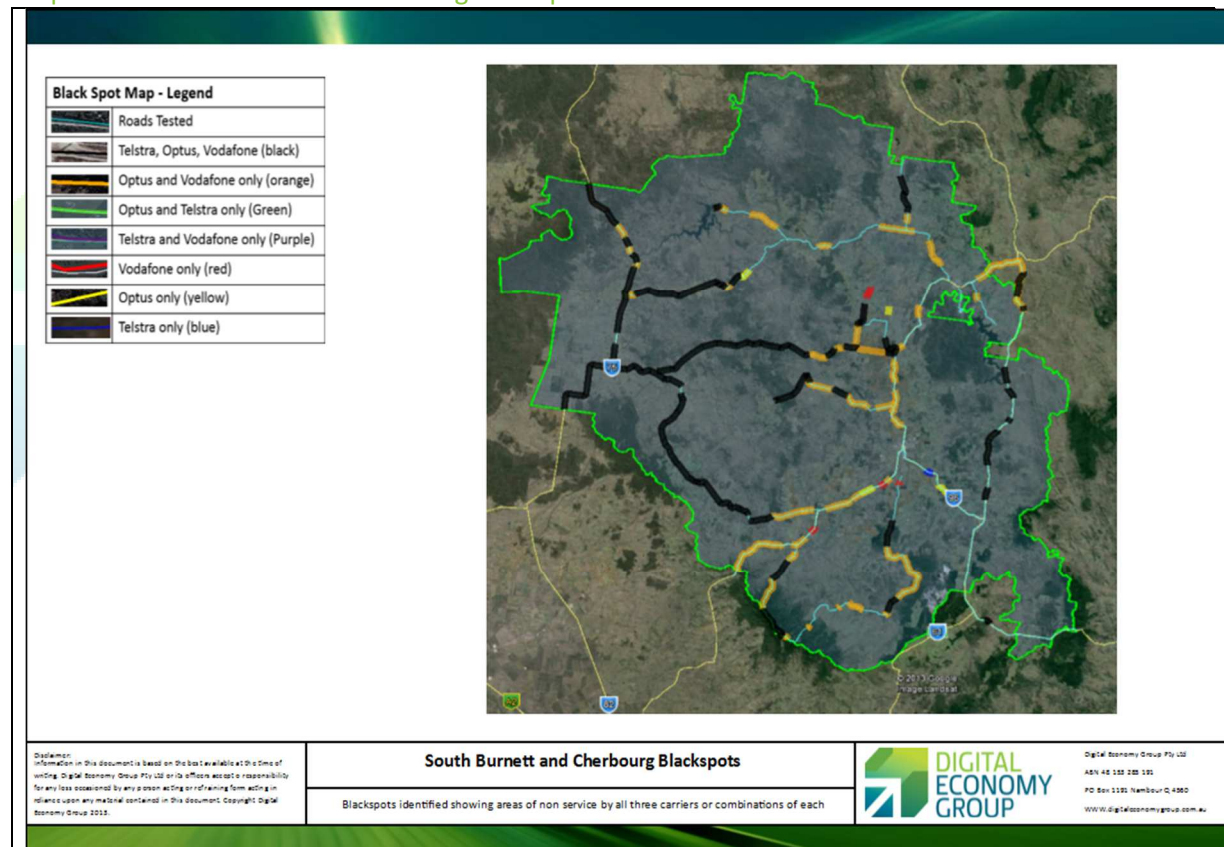 Black Spot Map - Legend
Roads Tested
Telstra, Optus, Vodafone (black)
Optus and Vodafone only (orange)
Optus and Telstra only (Green)
Telstra and Vodafone only (Purple)
Vodafone only (red)
Optus only (yellow)
Telstra only (blue)
© 2013 Google
Image Landsat
Disclaimer:
Information in this document is based on the best available at the time of
writing. Digital Economy Group Pty Ltd or its officers accept o responsibility
for any loss occasioned by any person acting or refraining form acting in
reliance upon any material contained in this document. Copyright Digital
Economy Group 2013.
South Burnett and Cherbourg Blackspots
Blackspots identified showing areas of non service by all three carriers or combinations of each
DIGITAL
ECONOMY
GROUP
Digital Economy Group Pty Ltd
PO Box 1191 Nambour Q 4560
WWW.digitaleconomygroup.com.au